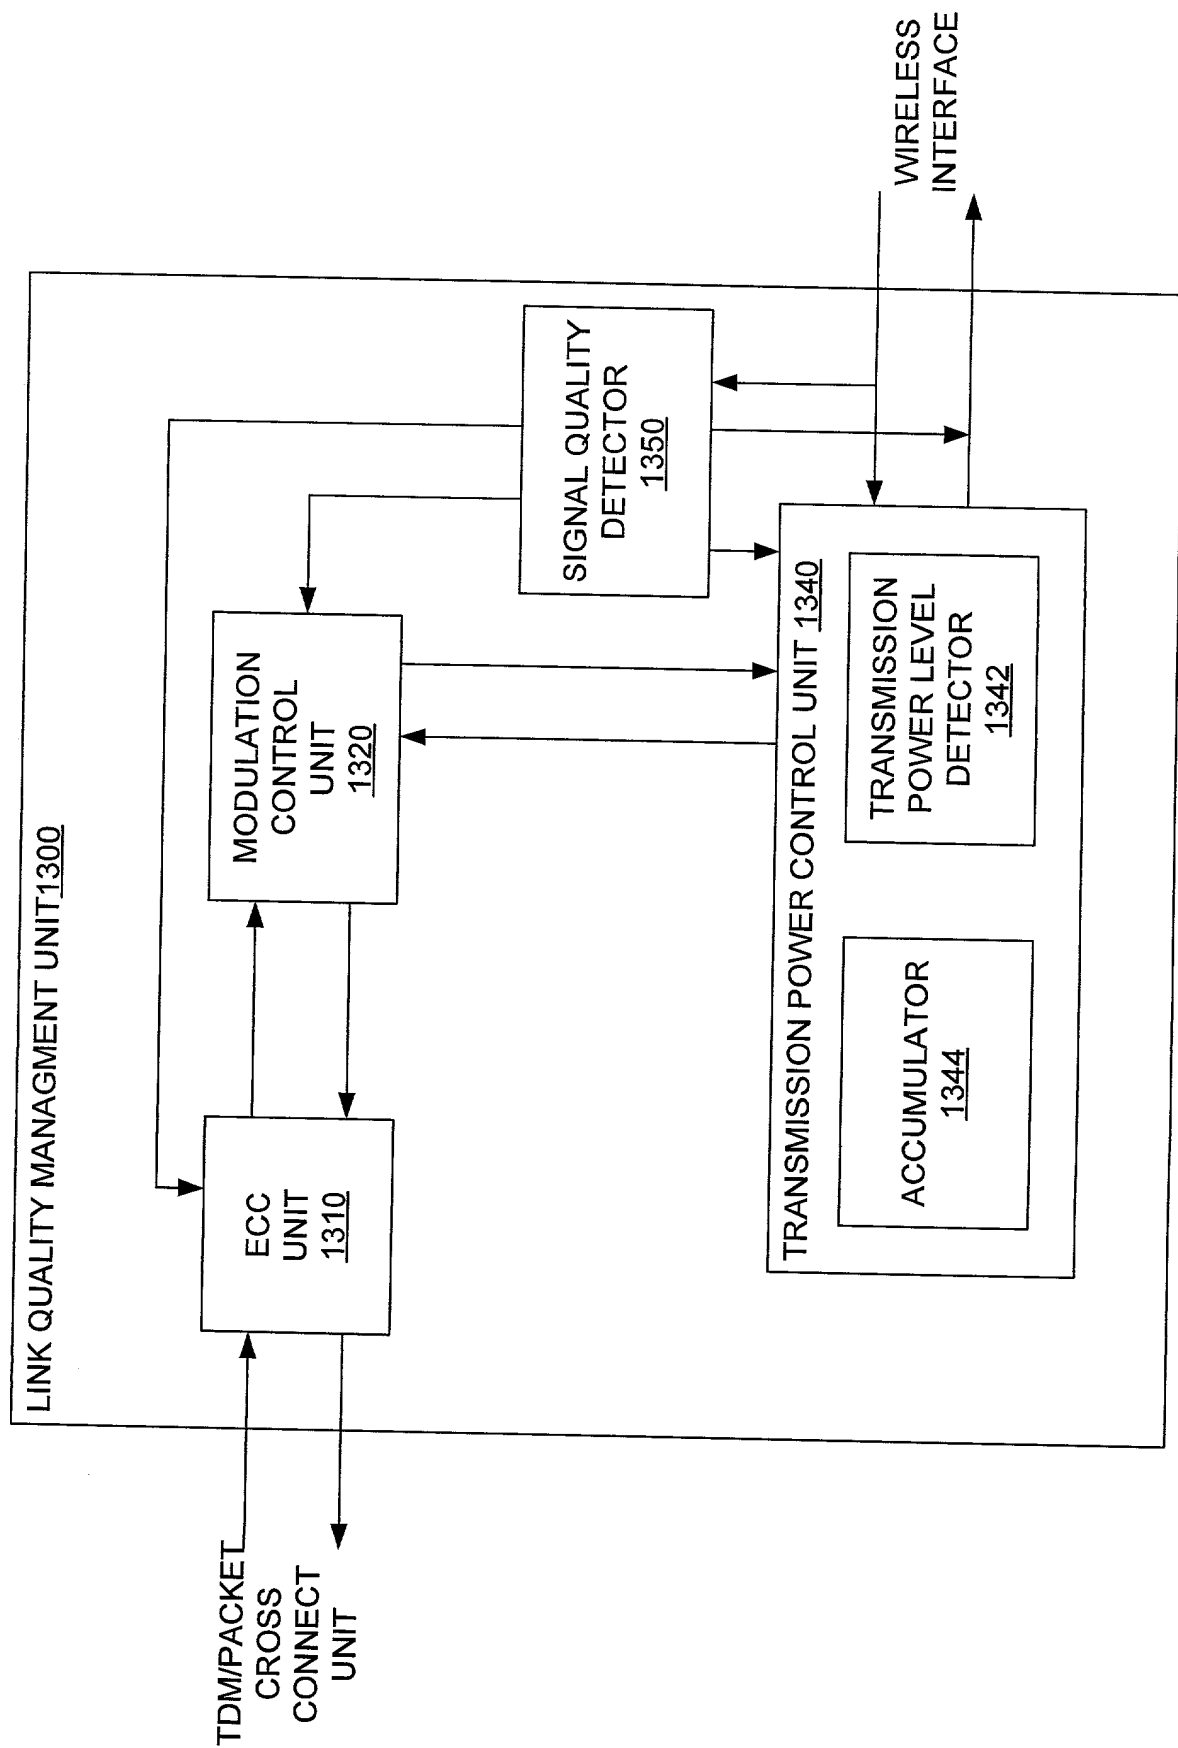 LINK QUALITY MANAGMENT UNIT1300
TDM/PACKET
CROSS
CONNECT
UNIT
ECC
UNIT
1310
MODULATION
CONTROL
UNIT
1320
SIGNAL QUALITY
DETECTOR
1350
TRANSMISSION POWER CONTROL UNIT 1340
ACCUMULATOR
1344
TRANSMISSION
POWER LEVEL
DETECTOR
1342
WIRELESS
INTERFACE